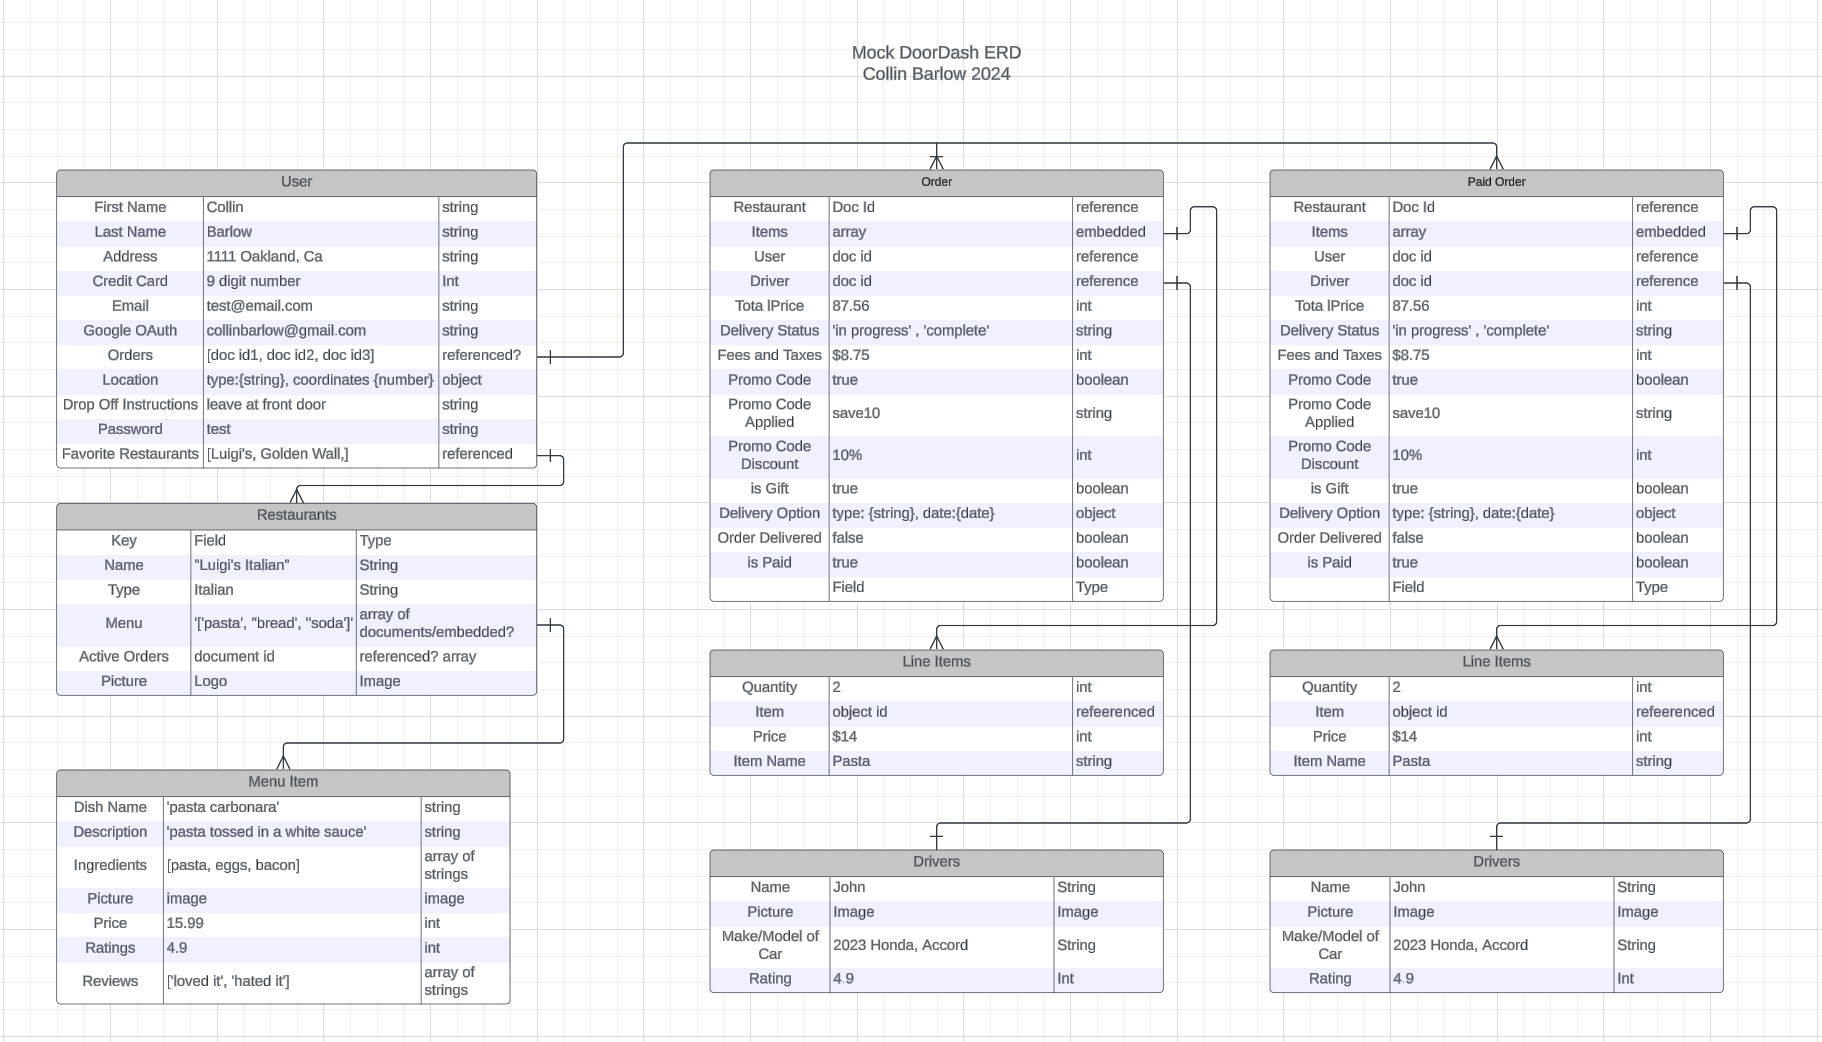 Mock DoorDash ERD
Collin Barlow 2024
User
First Name Collin string
Last Name Barlow string
Address 1111 Oakland, Ca string
Credit Card 9 digit number Int
Email test@email.com string
Google OAuth collinbarlow@gmail.com string
Orders [doc id1, doc id2, doc id3] referenced?
Location type:{string}, coordinates {number} object
Drop Off Instructions leave at front door string
Password test string
Favorite Restaurants [Luigi's, Golden Wall,] referenced
Restaurants
Key Field Type
Name "Luigi's Italian" String
Type Italian String
Menu '['pasta', "bread', "soda']' array of
documents/embedded?
Active Orders document id referenced? array
Picture Logo Image
Menu Item
Dish Name 'pasta carbonara' string
Description 'pasta tossed in a white sauce' string
Ingredients [pasta, eggs, bacon] array of
strings
Picture image image
Price 15.99 int
Ratings 4.9 int
Reviews ['loved it', 'hated it'] array of
strings
Order
Restaurant Doc Id reference
Items array embedded
User doc id reference
Driver doc id reference
Tota lPrice 87.56 int
Delivery Status 'in progress' , 'complete' string
Fees and Taxes $8.75 int
Promo Code true boolean
Promo Code
Applied save10 string
Promo Code
Discount 10% int
is Gift true boolean
Delivery Option type: {string}, date:{date} object
Order Delivered false boolean
is Paid true boolean
Field Type
Line Items
Quantity 2 int
Item object id refeerenced
Price $14 int
Item Name Pasta string
Drivers
Name John String
Picture Image Image
Make/Model of
Car 2023 Honda, Accord String
Rating 4.9 Int
Paid Order
Restaurant Doc Id reference
Items array embedded
User doc id reference
Driver doc id reference
Tota lPrice 87.56 int
Delivery Status 'in progress' , 'complete' string
Fees and Taxes $8.75 int
Promo Code true boolean
Promo Code
Applied save10 string
Promo Code
Discount 10% int
is Gift true boolean
Delivery Option type: {string}, date:{date} object
Order Delivered false boolean
is Paid true boolean
Field Type
Line Items
Quantity 2 int
Item object id refeerenced
Price $14 int
Item Name Pasta string
Drivers
Name John String
Picture Image Image
Make/Model of
Car 2023 Honda, Accord String
Rating 4.9 Int